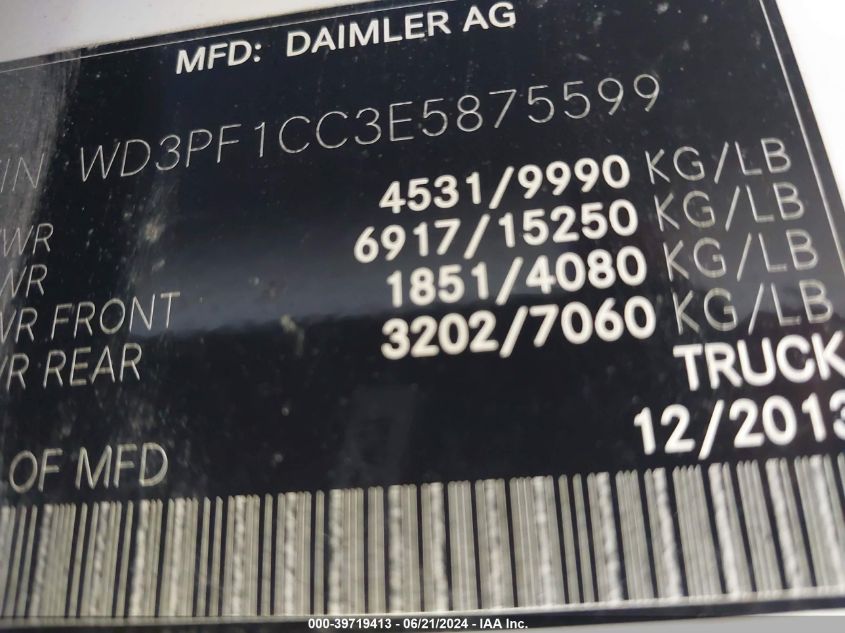 MFD: DAIMLER AG
IN WD3PF1CC3E5875599
WR 4531/9990 KG/LB
WR 6917/15250 KG/LB
WR FRONT 1851/4080 KG/LB
R REAR 3202/7060 KG/LB
TRUCK
OF MFD 12/2013
000-39719413 - 06/21/2024 - IAA Inc.